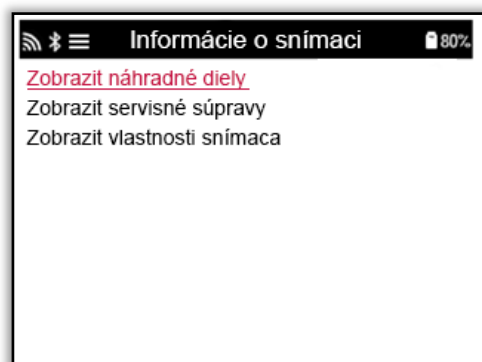 Informácie o snímaci 80%
Zobrazit náhradné diely
Zobrazit servisné súpravy
Zobrazit vlastnosti snímaca